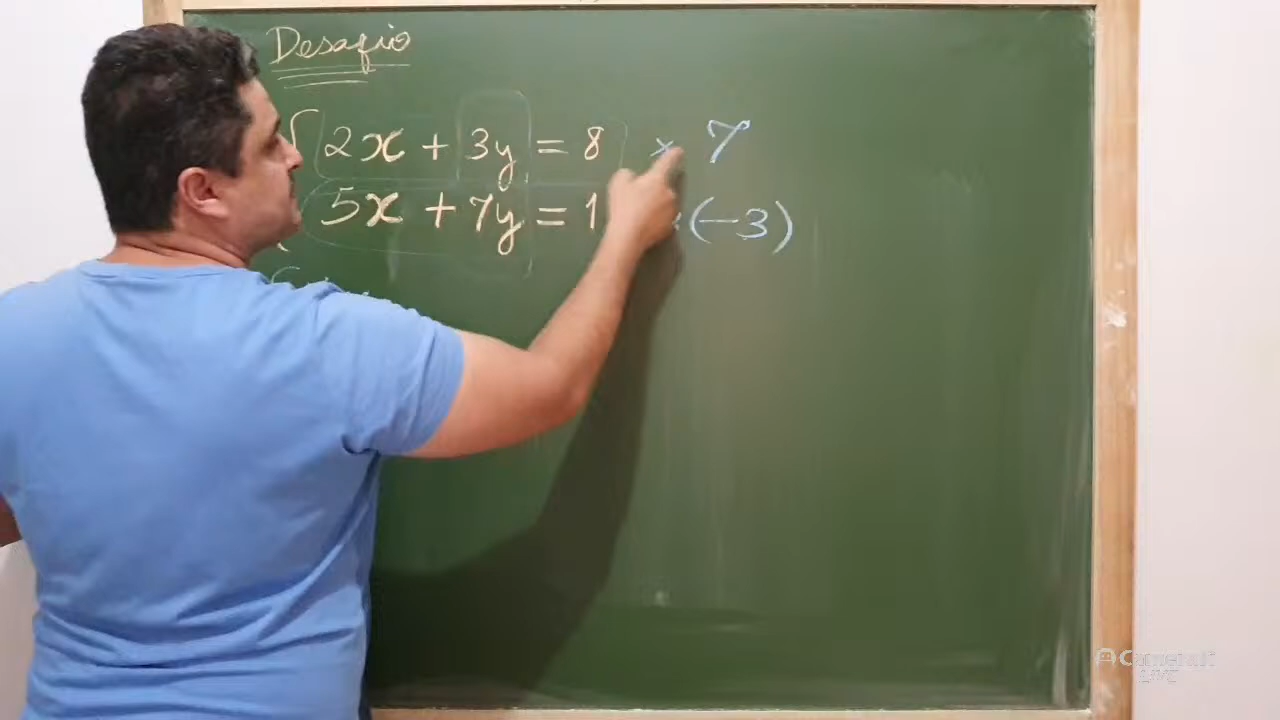 Desafio
2x + 3y = 8 × 7
5x + 7y = 1 (-3)